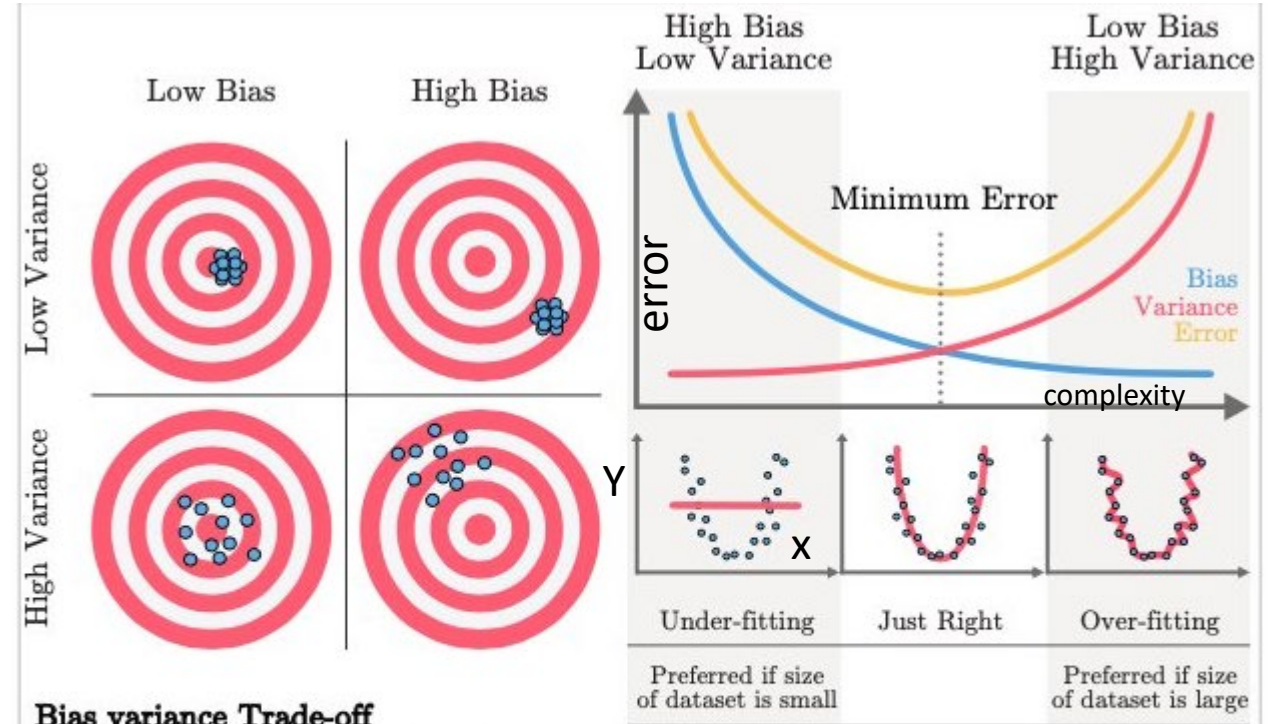 Low Bias
High Bias
Low Variance
High Variance
High Bias
Low Variance
Low Bias
High Variance
error
Minimum Error
Bias
Variance
Error
complexity
Y
X
Under-fitting
Just Right
Over-fitting
Preferred if size
of dataset is small
Preferred if size
of dataset is large
Bias variance Trade-off